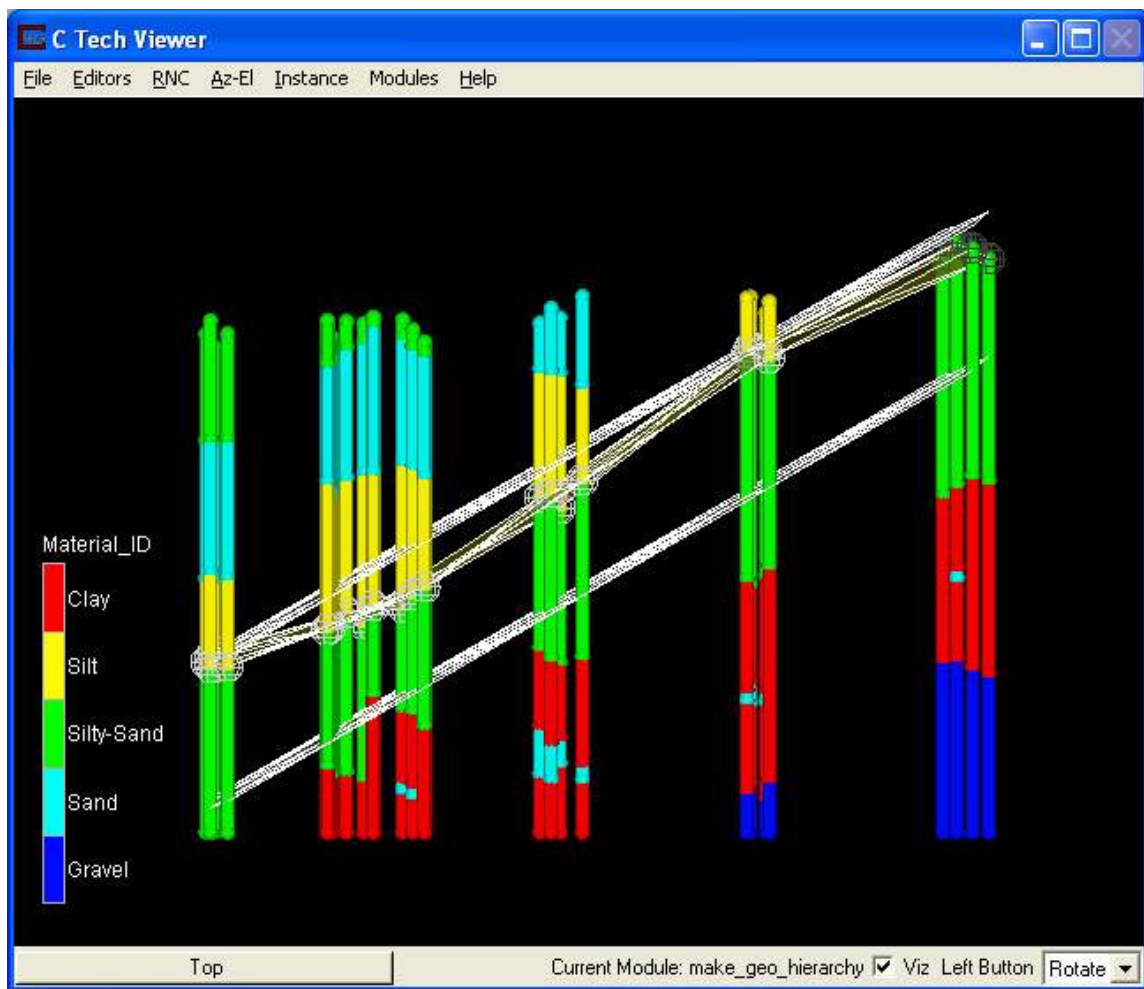 C Tech Viewer
File Editors RNC Az-El Instance Modules Help
Material_ID
Clay
Silt
Silty-Sand
Sand
Gravel
Top Current Module: make_geo_hierarchy Viz Left Button Rotate